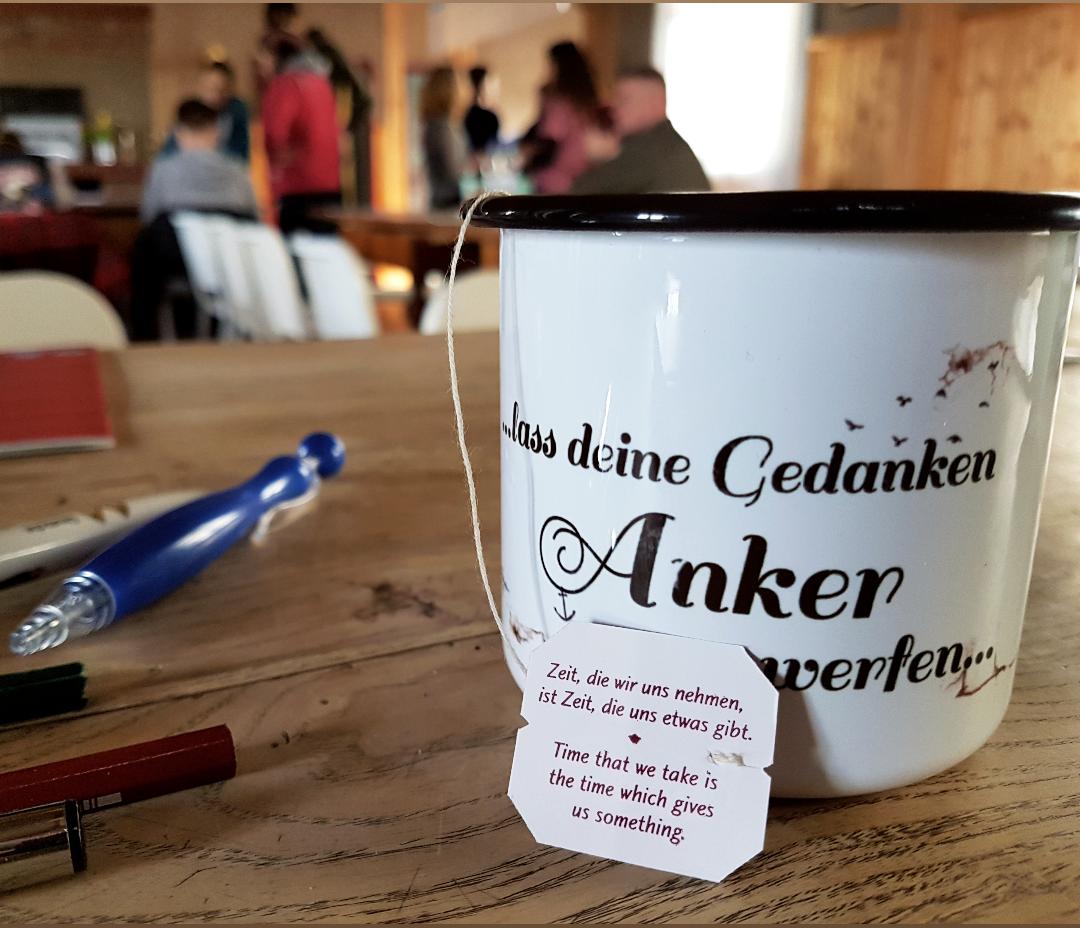 ...lass deine Gedanken
Anker
werfen...
Zeit, die wir uns nehmen,
ist Zeit, die uns etwas gibt.
Time that we take is
the time which gives
us something.